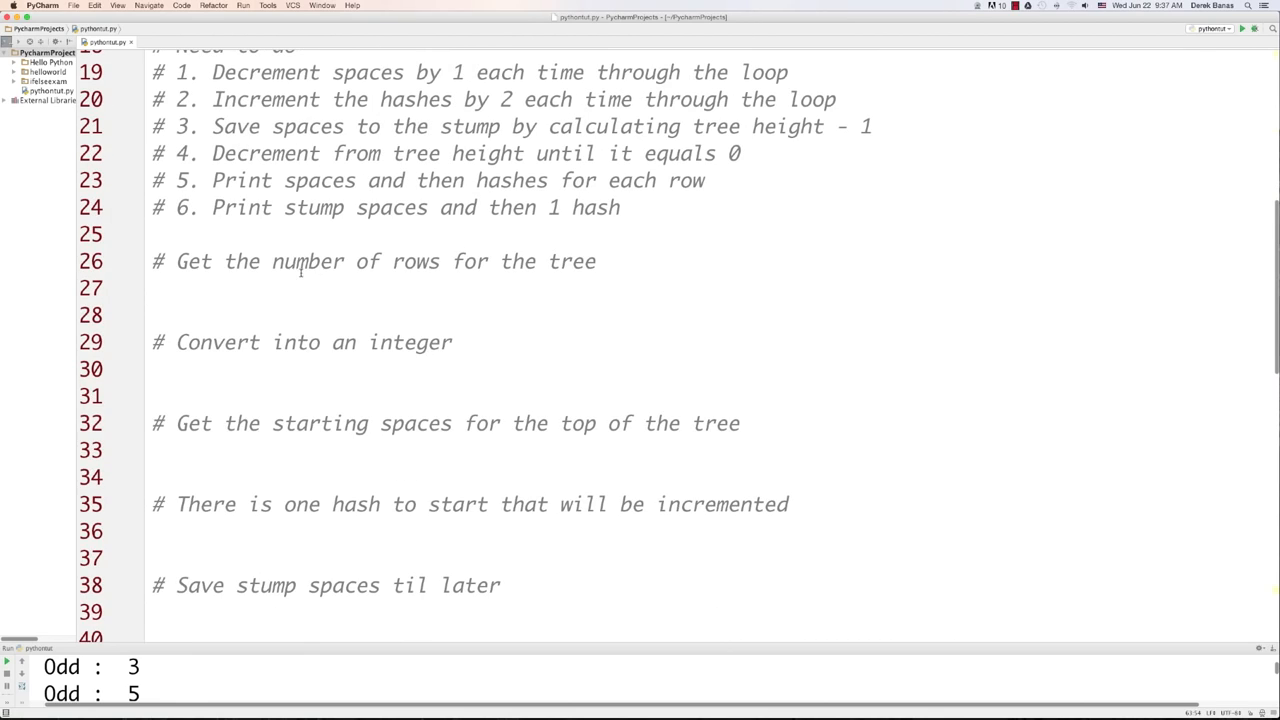 PyCharm File Edit View Navigate Code Refactor Run Tools VCS Window Help 10 Wed Jun 22 9:37 AM Derek Banas
pythontut.py - PycharmProjects - [~/PycharmProjects]
PycharmProjects pythontut.py pythontut
pythontut.py
PycharmProject
Hello Python
helloworld
ifelseexam
pythontut.py
External Librarie
18 # Need to do
19 # 1. Decrement spaces by 1 each time through the loop
20 # 2. Increment the hashes by 2 each time through the loop
21 # 3. Save spaces to the stump by calculating tree height - 1
22 # 4. Decrement from tree height until it equals 0
23 # 5. Print spaces and then hashes for each row
24 # 6. Print stump spaces and then 1 hash
25
26 # Get the number of rows for the tree
27
28
29 # Convert into an integer
30
31
32 # Get the starting spaces for the top of the tree
33
34
35 # There is one hash to start that will be incremented
36
37
38 # Save stump spaces til later
39
40
Run pythontut
Odd : 3
Odd : 5
63:54 LF÷ UTF-8÷